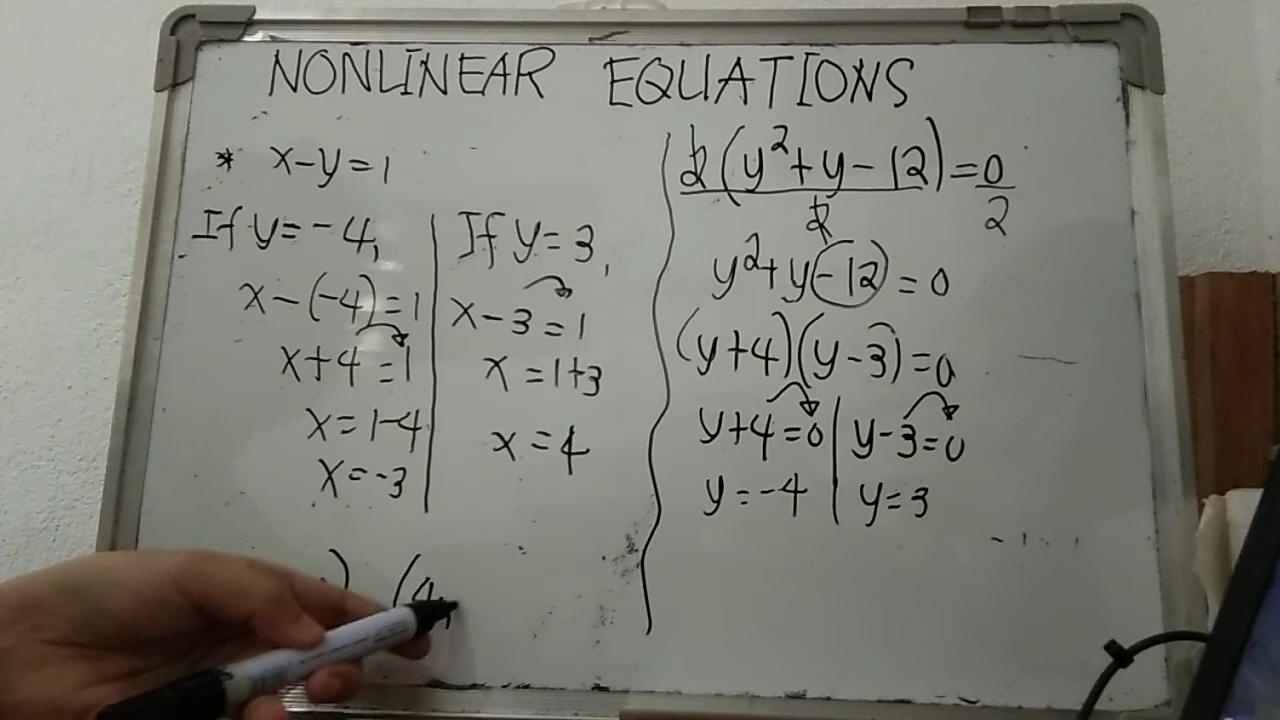 NONLINEAR EQUATIONS
* x-y=1
If y=-4,
x-(-4)=1
x+4=1
x=1-4
x=-3
If y=3,
x-3=1
x=1+3
x=4
) (4,
2(y²+y-12)=0
2 2
y²+y-12=0
(y+4)(y-3)=0
y+4=0 | y-3=0
y=-4 | y=3